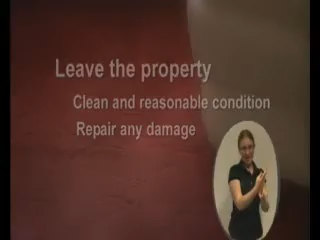 Leave the property
Clean and reasonable condition
Repair any damage